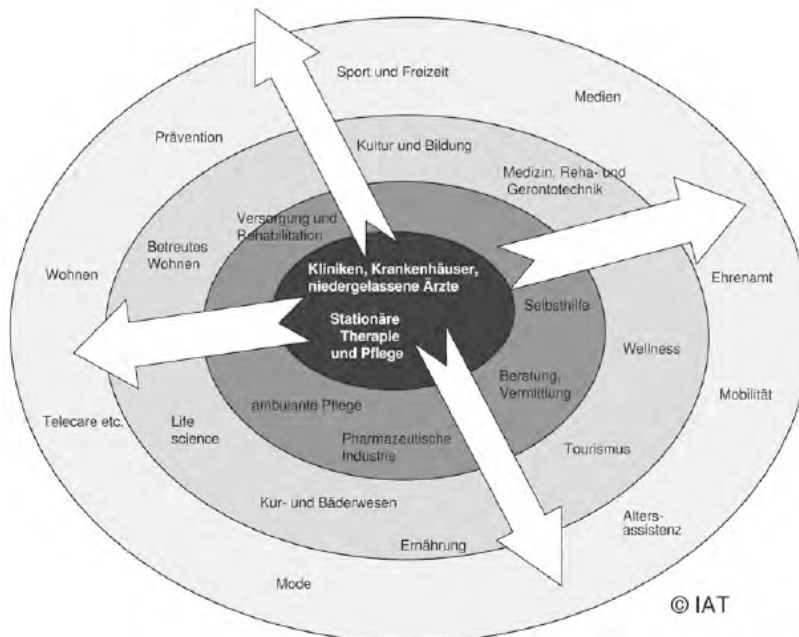 Sport und Freizeit
Medien
Prävention
Kultur und Bildung
Medizin, Reha- und
Gerontotechnik
Versorgung und
Rehabilitation
Betreutes
Wohnen
Wohnen
Kliniken, Krankenhäuser,
niedergelassene Ärzte
Ehrenamt
Selbsthilfe
Stationäre
Therapie
und Pflege
Wellness
Beratung,
Vermittlung
Mobilität
ambulante Pflege
Telecare etc.
Life
science
Pharmazeutische
Industrie
Tourismus
Kur- und Bäderwesen
Alters-
assistenz
Ernährung
Mode
© IAT